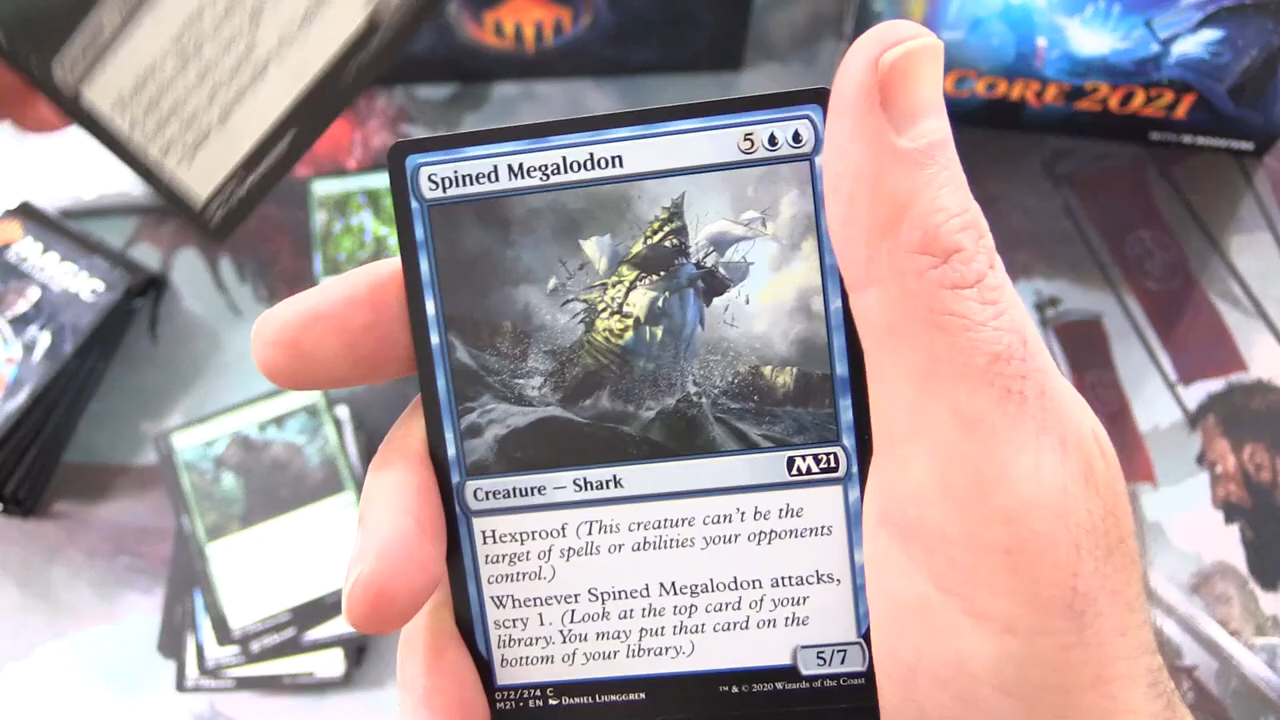 CORE 2021
MAGIC
Spined Megalodon 5
Creature — Shark M21
Hexproof (This creature can't be the
target of spells or abilities your opponents
control.)
Whenever Spined Megalodon attacks,
scry 1. (Look at the top card of your
library. You may put that card on the
bottom of your library.)
5/7
072/274 C
M21 • EN DANIEL LJUNGGREN
™ & © 2020 Wizards of the Coast